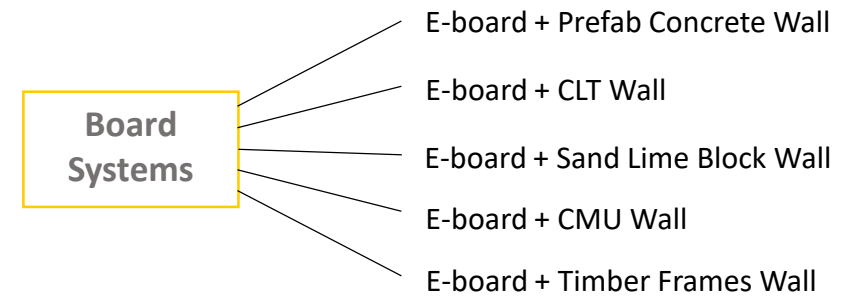 E-board + Prefab Concrete Wall
E-board + CLT Wall
Board
Systems
E-board + Sand Lime Block Wall
E-board + CMU Wall
E-board + Timber Frames Wall